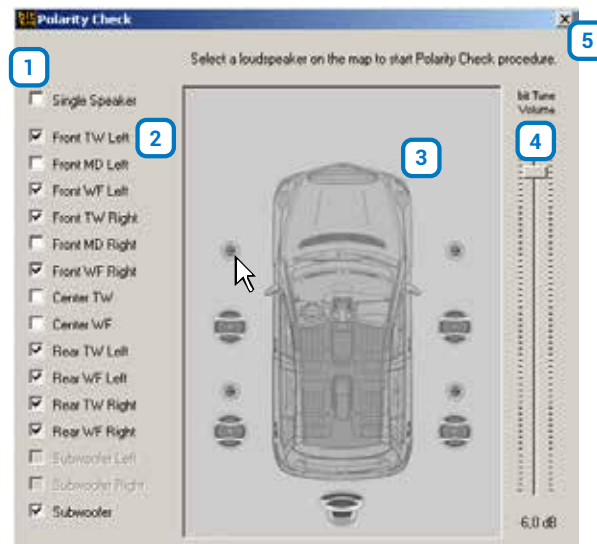 Polarity Check
5
1
Select a loudspeaker on the map to start Polarity Check procedure.
Single Speaker
bit Tune
Volume
Front TW Left
2
3
4
Front MD Left
Front WF Left
Front TW Right
Front MD Right
Front WF Right
Center TW
Center WF
Rear TW Left
Rear WF Left
Rear TW Right
Rear WF Right
Subwoofer Left
Subwoofer Right
Subwoofer
6,0 dB